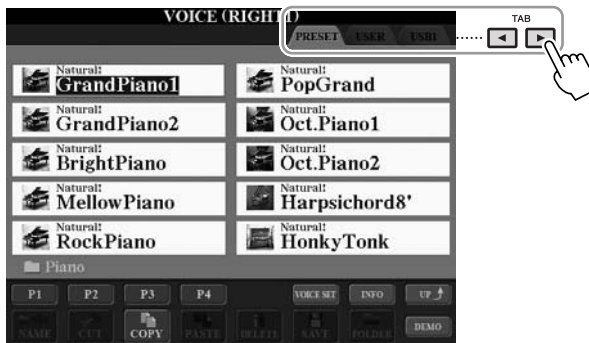 VOICE (RIGHT1)
TAB
PRESET USER USB1
Natural!
GrandPiano1
Natural!
PopGrand
Natural!
GrandPiano2
Natural!
Oct.Piano1
Natural!
BrightPiano
Natural!
Oct.Piano2
Natural!
MellowPiano
Natural!
Harpsichord8'
Natural!
RockPiano
Natural!
HonkyTonk
Piano
P1 P2 P3 P4 VOICE SET INFO UP
NAME CUT COPY PASTE DELETE SAVE FOLDER DEMO